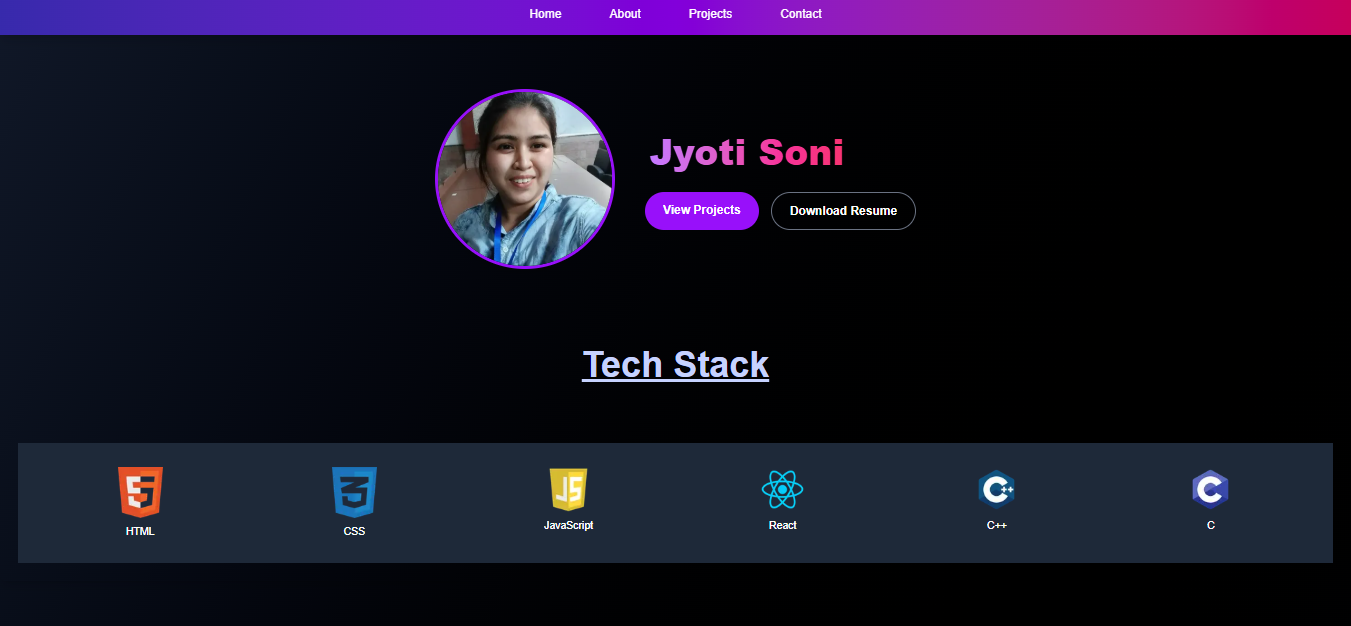 Home About Projects Contact
Jyoti Soni
View Projects Download Resume
Tech Stack
HTML CSS JavaScript React C++ C